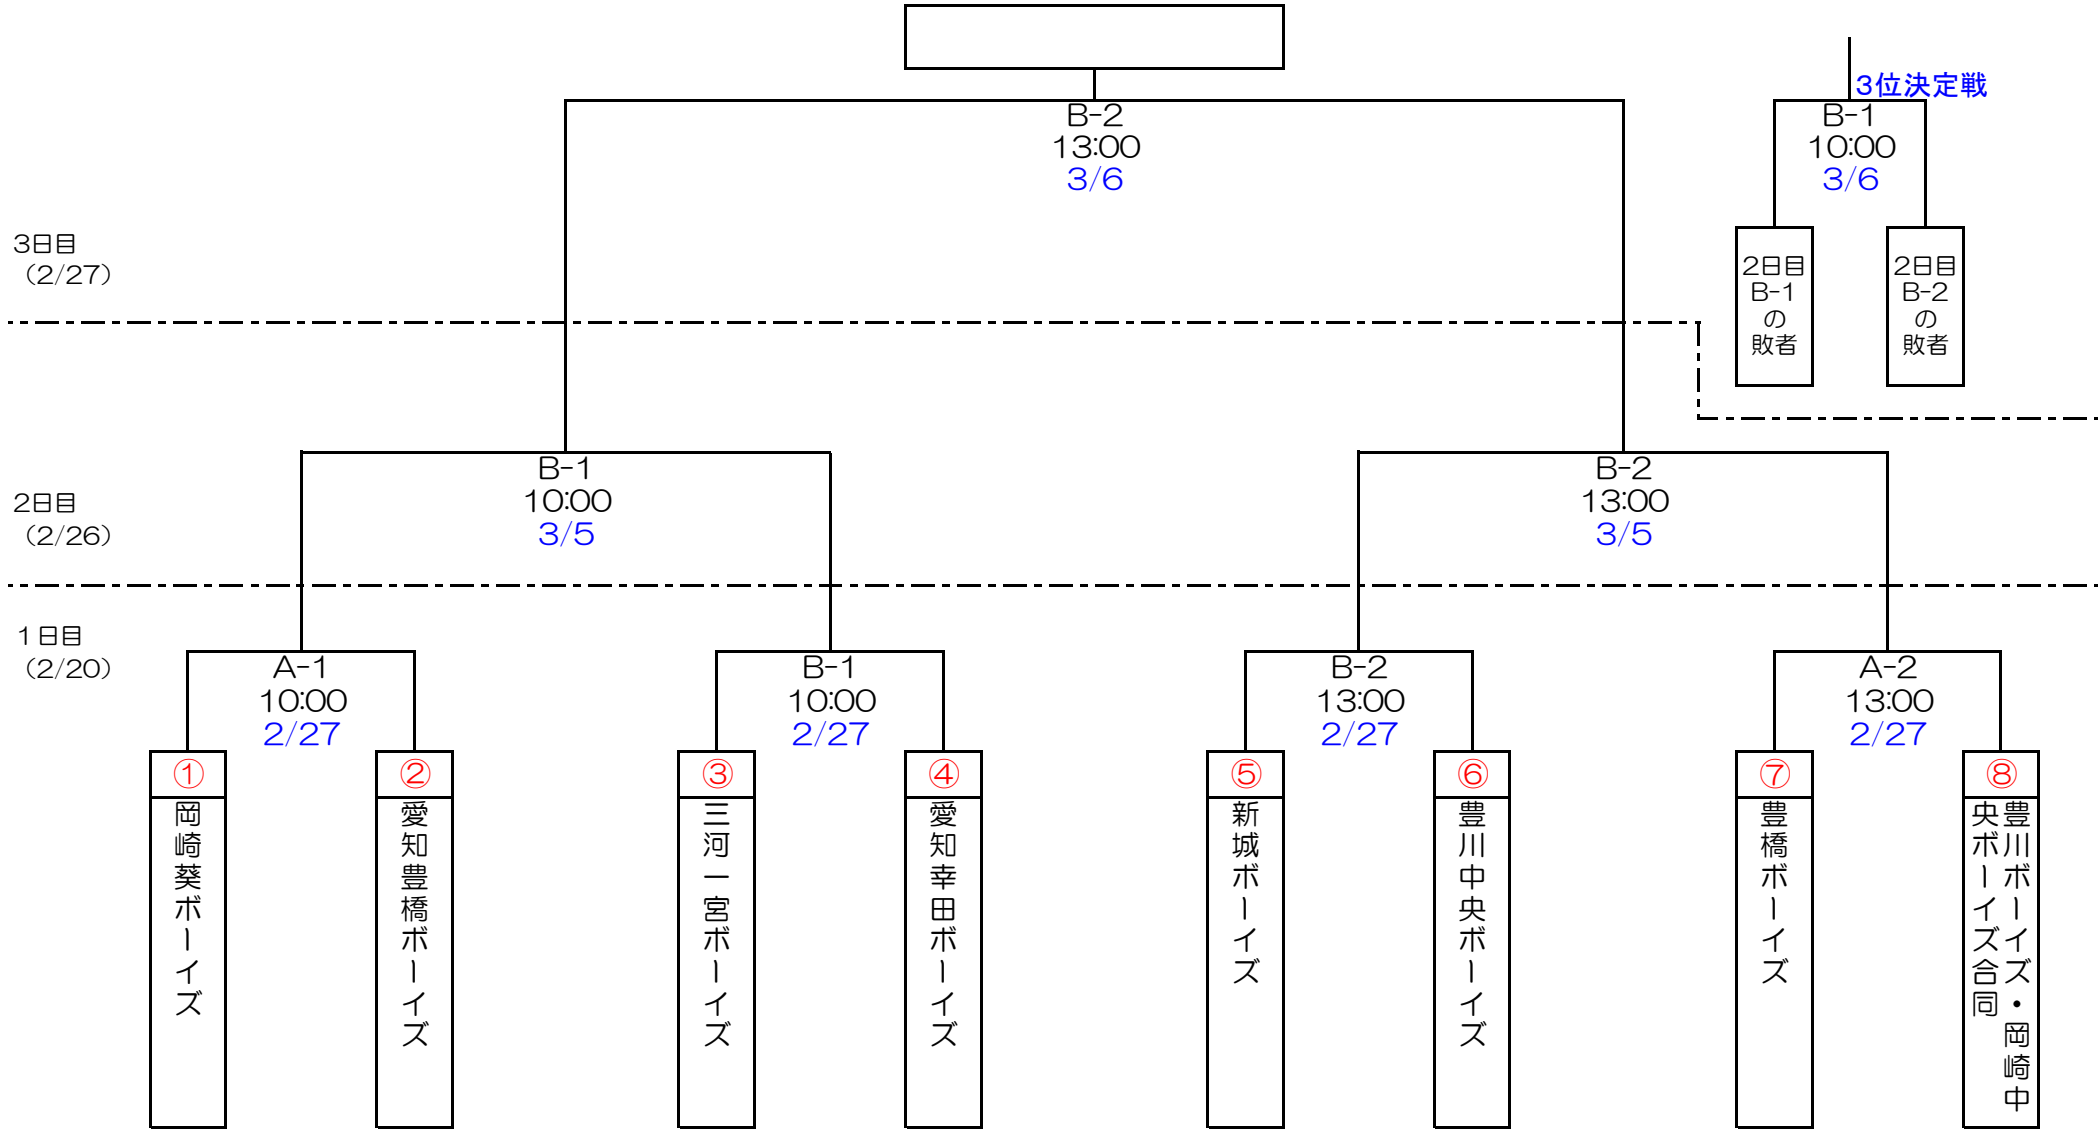 3位決定戦
B-2
13:00
3/6
B-1
10:00
3/6
3日目
（2/27）
2日目
B-1
の
敗者
2日目
B-2
の
敗者
2日目
（2/26）
B-1
10:00
3/5
B-2
13:00
3/5
1日目
（2/20）
A-1
10:00
2/27
B-1
10:00
2/27
B-2
13:00
2/27
A-2
13:00
2/27
①
岡崎葵ボーイズ
②
愛知豊橋ボーイズ
③
三河一宮ボーイズ
④
愛知幸田ボーイズ
⑤
新城ボーイズ
⑥
豊川中央ボーイズ
⑦
豊橋ボーイズ
⑧
豊川ボーイズ・岡崎中
央ボーイズ合同